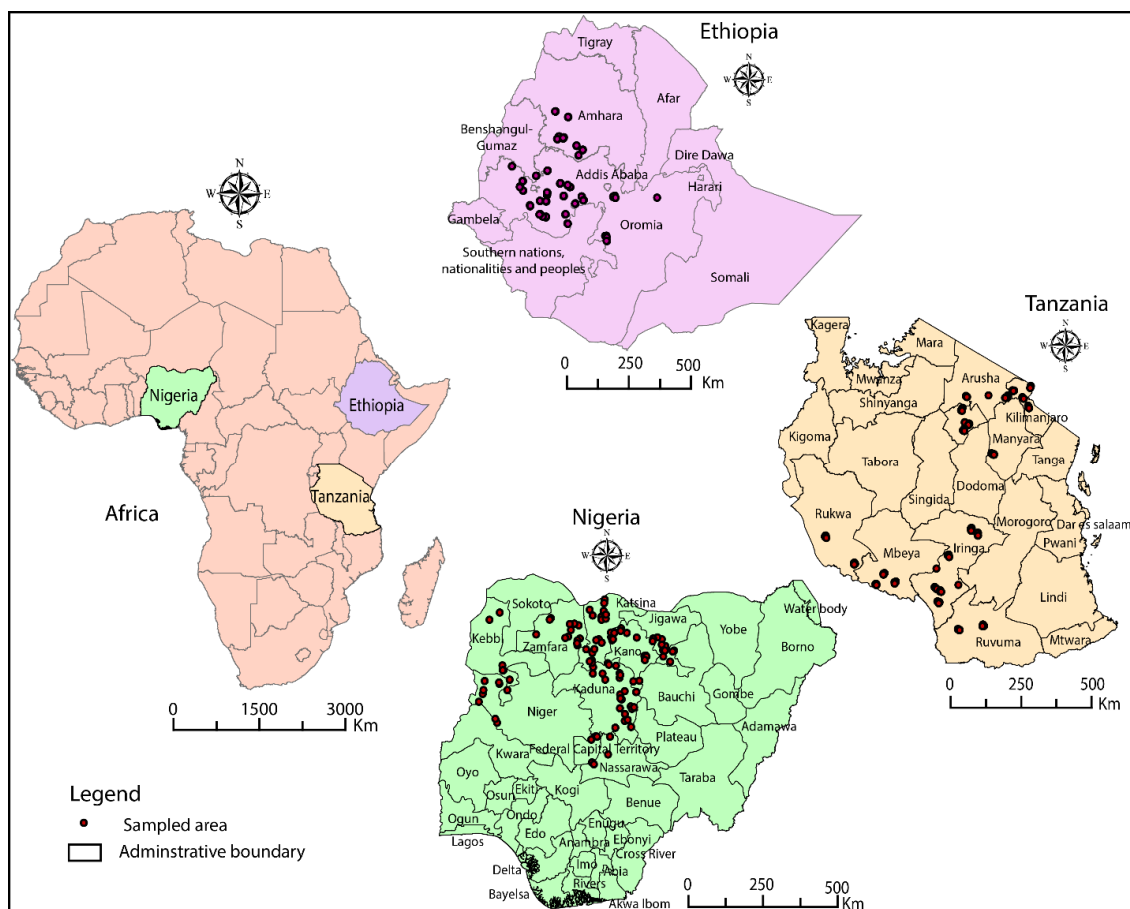 Ethiopia
N
W E
S
Tigray
Afar
Amhara
Benshangul-
Gumaz
Dire Dawa
Addis Ababa
Harari
Gambela
Oromia
Southern nations,
nationalities and peoples
Somali
0 250 500
Km
N
W E
S
Nigeria
Ethiopia
Tanzania
Africa
0 1500 3000
Km
Tanzania
N
W E
S
Kagera
Mara
Mwanza
Arusha
Shinyanga
Kilimanjaro
Kigoma
Manyara
Tabora
Tanga
Dodoma
Singida
Rukwa
Morogoro
Dar es salaam
Mbeya
Iringa
Pwani
Lindi
Ruvuma
Mtwara
0 250 500
Km
Nigeria
N
W E
S
Sokoto
Katsina
Water body
Jigawa
Yobe
Kebbi
Zamfara
Kano
Borno
Kaduna
Bauchi
Gombe
Niger
Adamawa
Plateau
Federal Capital Territory
Kwara
Nassarawa
Oyo
Taraba
Ekiti
Kogi
Osun
Benue
Ondo
Ogun
Enugu
Edo
Lagos
Anambra
Ebonyi
Cross River
Delta
Imo
Abia
Rivers
Bayelsa
Akwa Ibom
0 250 500
Km
Legend
Sampled area
Adminstrative boundary